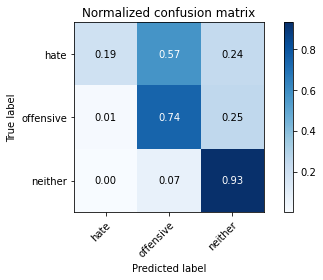 Normalized confusion matrix
True label
hate
0.19
0.57
0.24
0.8
0.6
0.4
0.2
offensive
0.01
0.74
0.25
neither
0.00
0.07
0.93
hate
offensive
neither
Predicted label